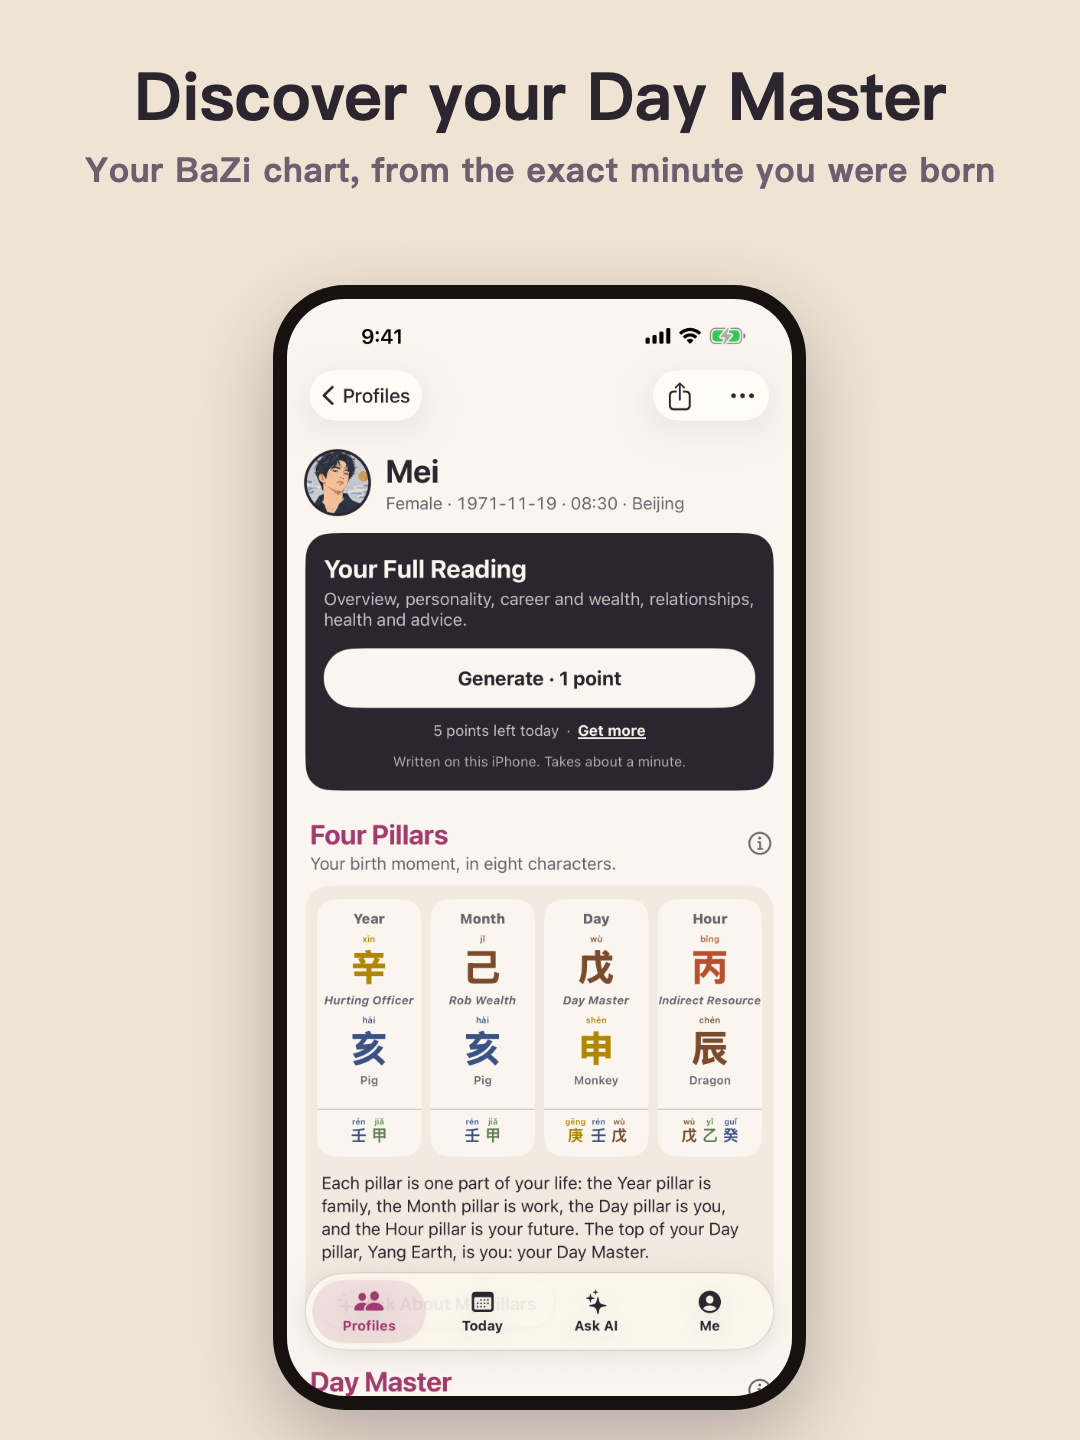 Discover your Day Master
Your BaZi chart, from the exact minute you were born
9:41
Profiles
Mei
Female · 1971-11-19 · 08:30 · Beijing
Your Full Reading
Overview, personality, career and wealth, relationships,
health and advice.
Generate · 1 point
5 points left today · Get more
Written on this iPhone. Takes about a minute.
Four Pillars
Your birth moment, in eight characters.
Year Month Day Hour
xīn jǐ wù bǐng
辛 己 戊 丙
Hurting Officer Rob Wealth Day Master Indirect Resource
hài hài shēn chén
亥 亥 申 辰
Pig Pig Monkey Dragon
rén jiǎ rén jiǎ gēng rén wù wù yǐ guǐ
壬 甲 壬 甲 庚 壬 戊 戊 乙 癸
Each pillar is one part of your life: the Year pillar is
family, the Month pillar is work, the Day pillar is you,
and the Hour pillar is your future. The top of your Day
pillar, Yang Earth, is you: your Day Master.
Profiles Today Ask AI Me
Day Master